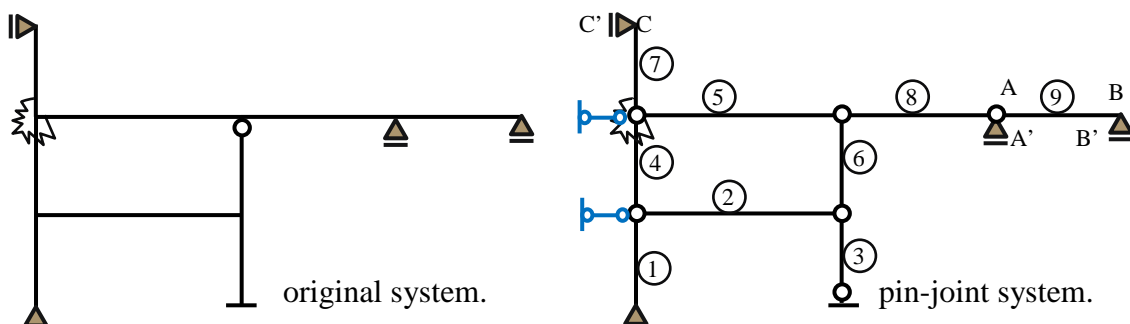 C’ C
7
5 8 A 9 B
A’ B’
4 6
2
1 3
original system. pin-joint system.